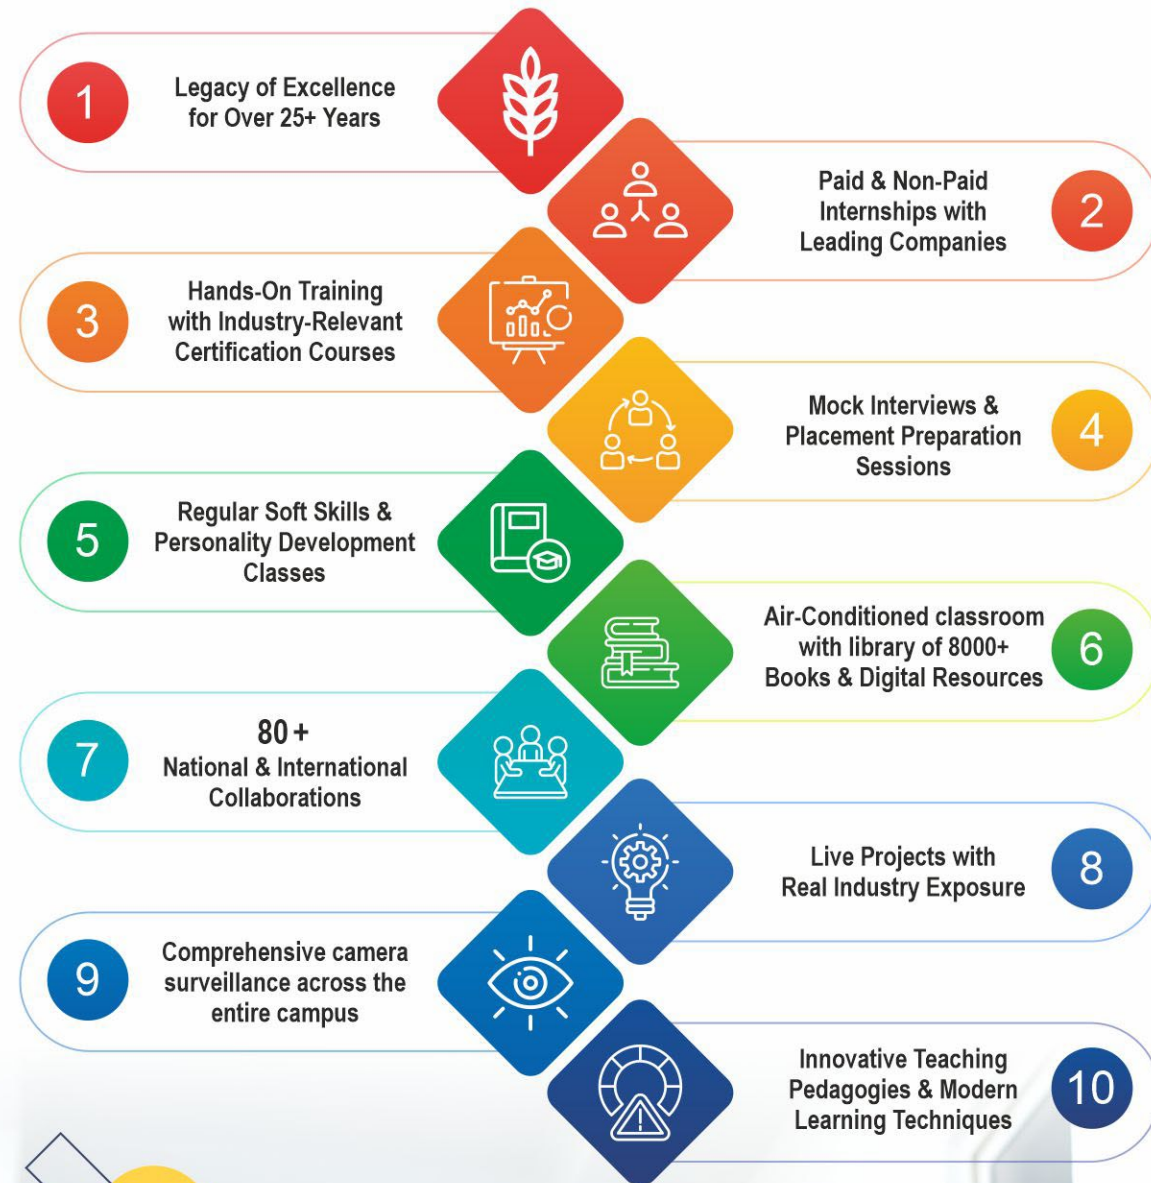 1
Legacy of Excellence
for Over 25+ Years
2
Paid & Non-Paid
Internships with
Leading Companies
3
Hands-On Training
with Industry-Relevant
Certification Courses
4
Mock Interviews &
Placement Preparation
Sessions
5
Regular Soft Skills &
Personality Development
Classes
6
Air-Conditioned classroom
with library of 8000+
Books & Digital Resources
7
80 +
National & International
Collaborations
8
Live Projects with
Real Industry Exposure
9
Comprehensive camera
surveillance across the
entire campus
10
Innovative Teaching
Pedagogies & Modern
Learning Techniques